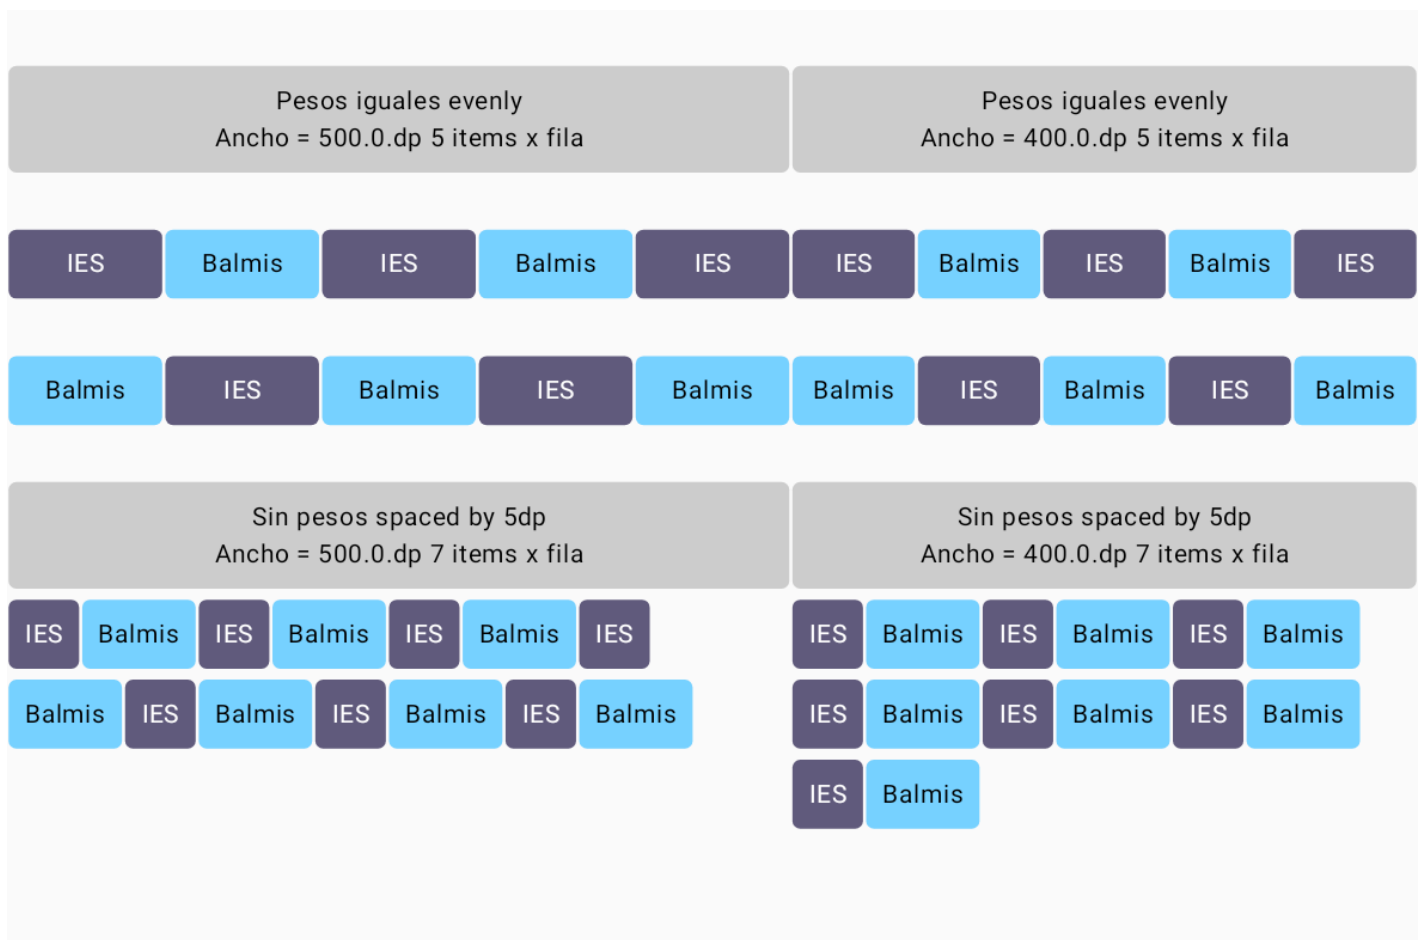 Pesos iguales evenly
Ancho = 500.0.dp 5 items x fila
Pesos iguales evenly
Ancho = 400.0.dp 5 items x fila
IES Balmis IES Balmis IES IES Balmis IES Balmis IES
Balmis IES Balmis IES Balmis Balmis IES Balmis IES Balmis
Sin pesos spaced by 5dp
Ancho = 500.0.dp 7 items x fila
Sin pesos spaced by 5dp
Ancho = 400.0.dp 7 items x fila
IES Balmis IES Balmis IES Balmis IES
Balmis IES Balmis IES Balmis IES Balmis
IES Balmis IES Balmis IES Balmis
IES Balmis IES Balmis IES Balmis
IES Balmis